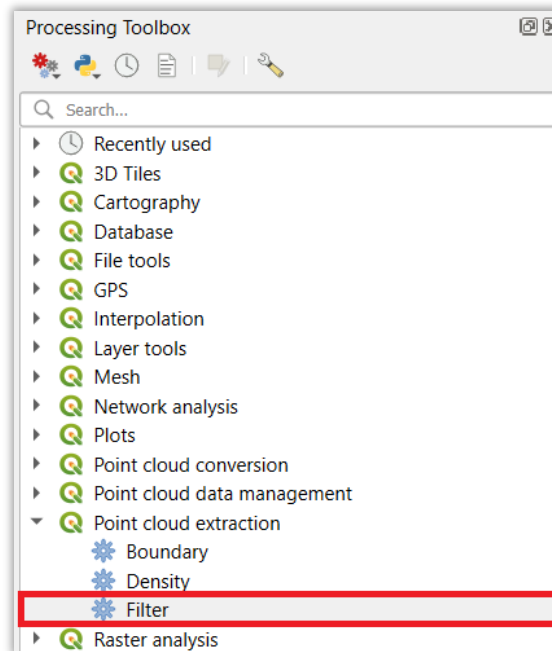 Processing Toolbox
Search...
Recently used
3D Tiles
Cartography
Database
File tools
GPS
Interpolation
Layer tools
Mesh
Network analysis
Plots
Point cloud conversion
Point cloud data management
Point cloud extraction
Boundary
Density
Filter
Raster analysis